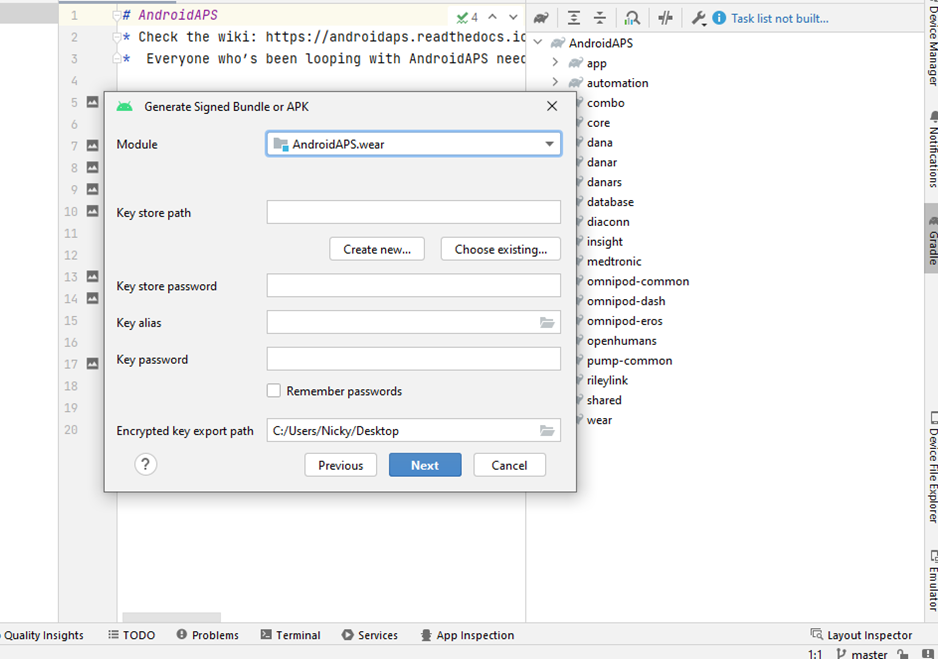 1 # AndroidAPS
2 * Check the wiki: https://androidaps.readthedocs.io
3 * Everyone who's been looping with AndroidAPS need
4
5
6
7
8
9
10
11
12
13
14
15
16
17
18
19
20
4
Generate Signed Bundle or APK
Module
AndroidAPS.wear
Key store path
Create new...
Choose existing...
Key store password
Key alias
Key password
Remember passwords
Encrypted key export path
C:/Users/Nicky/Desktop
?
Previous
Next
Cancel
Task list not built...
AndroidAPS
app
automation
combo
core
dana
danar
danars
database
diaconn
insight
medtronic
omnipod-common
omnipod-dash
omnipod-eros
openhumans
pump-common
rileylink
shared
wear
Device Manager
Notifications
Gradle
Device File Explorer
Emulator
Quality Insights
TODO
Problems
Terminal
Services
App Inspection
Layout Inspector
1:1
master